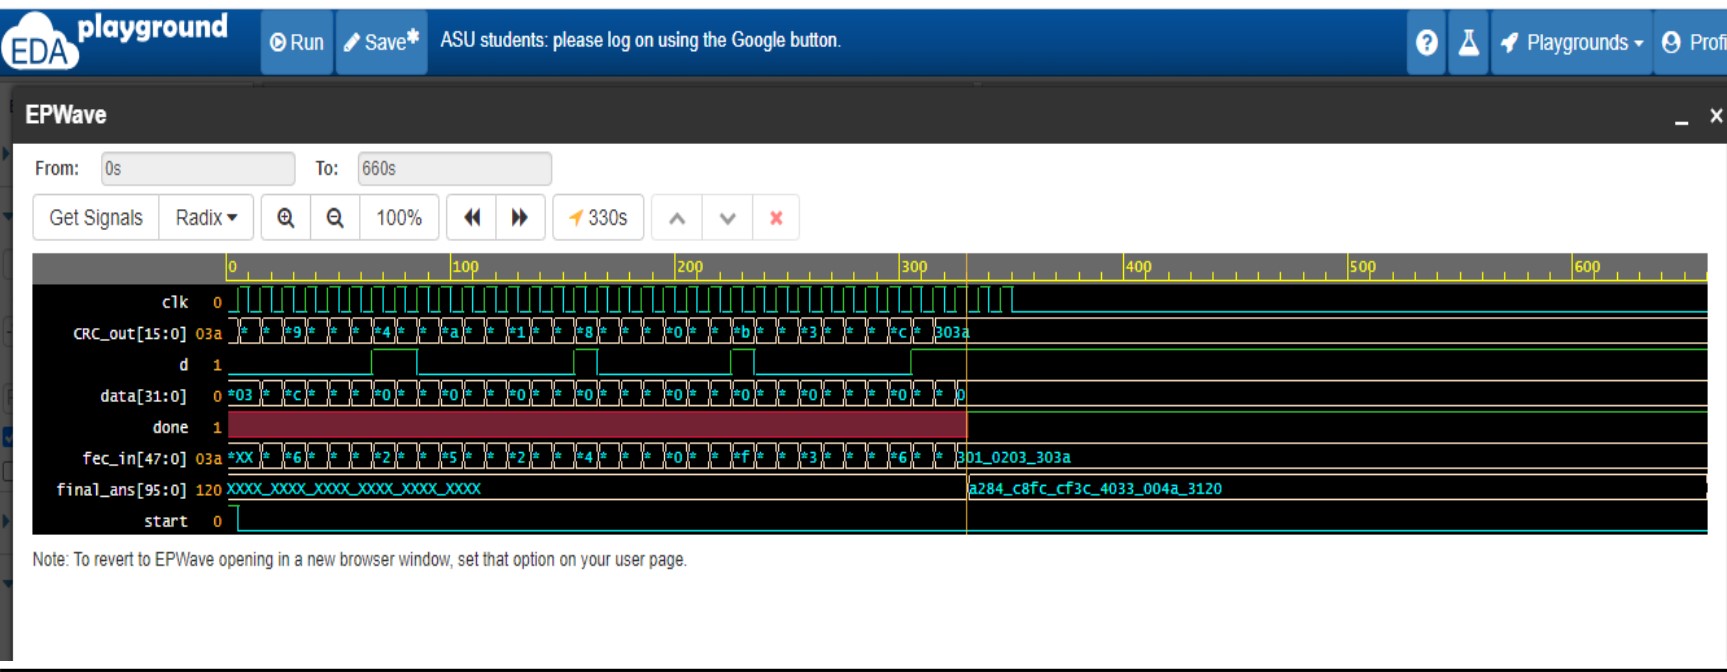 EDA playground Run Save* ASU students: please log on using the Google button. ? Playgrounds Profi
EPWave
From: 0s To: 660s
Get Signals Radix 100% 330s
0 100 200 300 400 500 600
clk 0
CRC_out[15:0] 03a * * *9 * * *4 * * *a * * *1 * * *8 * * *0 * * *b * * *3 * * *c * 303a
d 1
data[31:0] 0 *03 * *c * * *0 * * *0 * * *0 * * *0 * * *0 * * *0 * * *0 * * *0 * * 0
done 1
fec_in[47:0] 03a *XX * *6 * * *2 * * *5 * * *2 * * *4 * * *0 * * *f * * *3 * * *6 * * 301_0203_303a
final_ans[95:0] 120 XXXX_XXXX_XXXX_XXXX_XXXX_XXXX a284_c8fc_cf3c_4033_004a_3120
start 0
Note: To revert to EPWave opening in a new browser window, set that option on your user page.